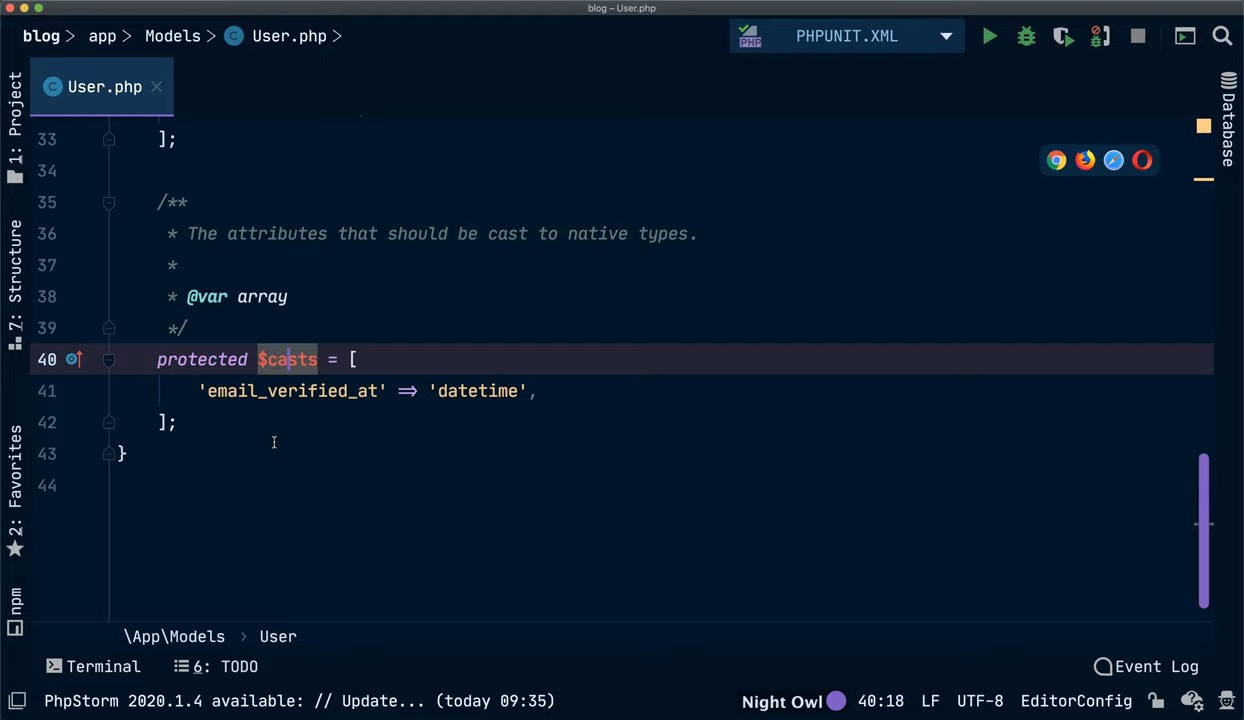 blog – User.php
blog > app > Models > C User.php >
PHP PHPUNIT.XML
C User.php ×
1: Project
7: Structure
2: Favorites
npm
Database
33 ];
34
35 /**
36 * The attributes that should be cast to native types.
37 *
38 * @var array
39 */
40 protected $casts = [
41 'email_verified_at' => 'datetime',
42 ];
43 }
44
\App\Models › User
Terminal 6: TODO Event Log
PhpStorm 2020.1.4 available: // Update... (today 09:35) Night Owl 40:18 LF UTF-8 EditorConfig